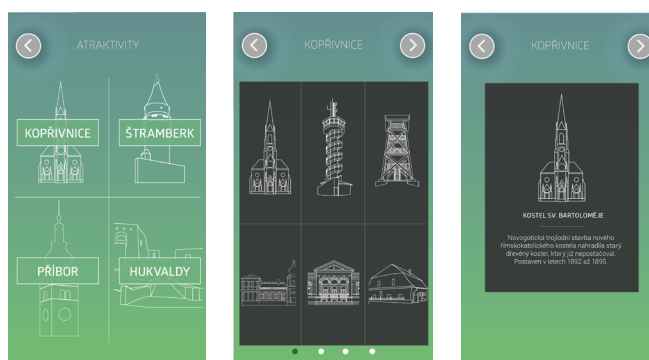 ATRAKTIVITY
KOPŘIVNICE
ŠTRAMBERK
PŘÍBOR
HUKVALDY
KOPŘIVNICE
KOPŘIVNICE
KOSTEL SV. BARTOLOMĚJE
Novogotická trojlodní stavba nového
římskokatolického kostela nahradila starý
dřevěný kostel, který již nepostačoval.
Postaven v letech 1892 až 1895.